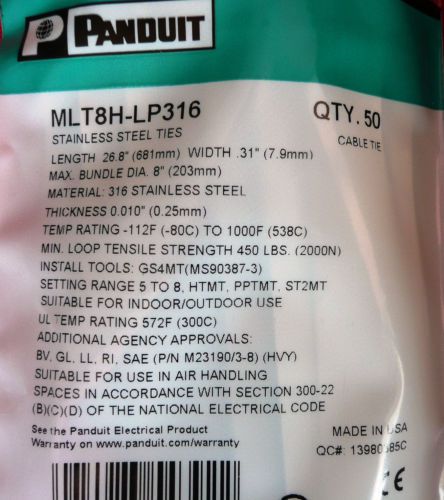 PANDUIT
MLT8H-LP316
QTY. 50
STAINLESS STEEL TIES
CABLE TIE
LENGTH 26.8" (681mm) WIDTH .31" (7.9mm)
MAX. BUNDLE DIA. 8" (203mm)
MATERIAL: 316 STAINLESS STEEL
THICKNESS 0.010" (0.25mm)
TEMP RATING -112F (-80C) TO 1000F (538C)
MIN. LOOP TENSILE STRENGTH 450 LBS. (2000N)
INSTALL TOOLS: GS4MT(MS90387-3)
SETTING RANGE 5 TO 8, HTMT, PPTMT, ST2MT
SUITABLE FOR INDOOR/OUTDOOR USE
UL TEMP RATING 572F (300C)
ADDITIONAL AGENCY APPROVALS:
BV, GL, LL, RI, SAE (P/N M23190/3-8) (HVY)
SUITABLE FOR USE IN AIR HANDLING
SPACES IN ACCORDANCE WITH SECTION 300-22
(B)(C)(D) OF THE NATIONAL ELECTRICAL CODE
See the Panduit Electrical Product
Warranty on www.panduit.com/warranty
MADE IN USA
QC#:
CE